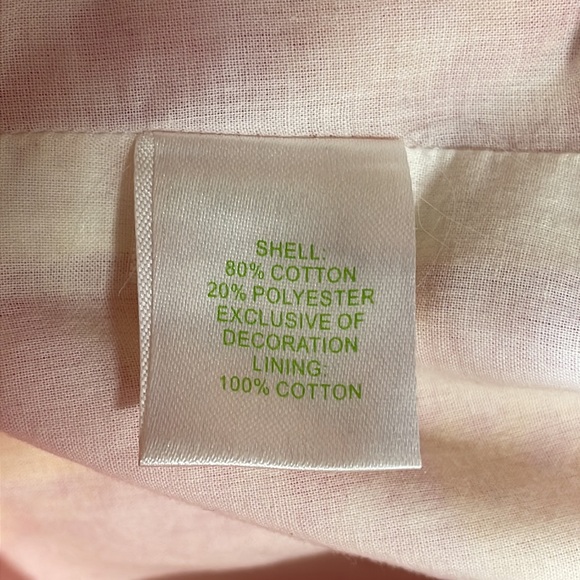 SHELL:
80% COTTON
20% POLYESTER
EXCLUSIVE OF
DECORATION
LINING:
100% COTTON